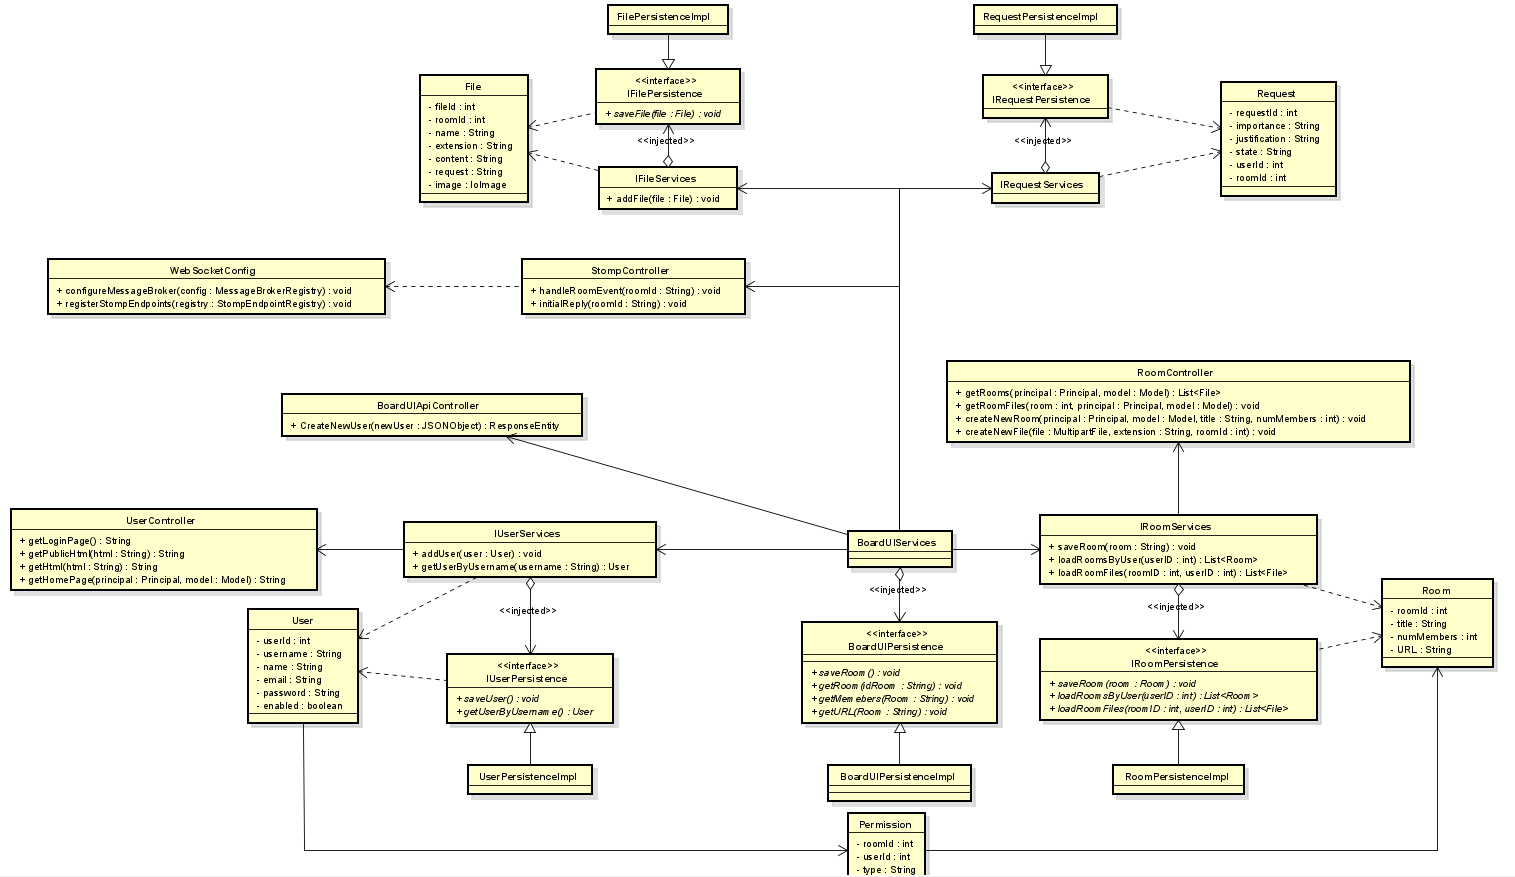 FilePersistenceImpl
RequestPersistenceImpl
<<interface>>
IFilePersistence
+ saveFile(file : File) : void
<<injected>>
<<interface>>
IRequestPersistence
<<injected>>
File
- fileId : int
- roomId : int
- name : String
- extension : String
- content : String
- request : String
- image : IoImage
Request
- requestId : int
- importance : String
- justification : String
- state : String
- userId : int
- roomId : int
IFileServices
+ addFile(file : File) : void
IRequestServices
WebSocketConfig
+ configureMessageBroker(config : MessageBrokerRegistry) : void
+ registerStompEndpoints(registry : StompEndpointRegistry) : void
StompController
+ handleRoomEvent(roomId : String) : void
+ initialReply(roomId : String) : void
RoomController
+ getRooms(principal : Principal, model : Model) : List<File>
+ getRoomFiles(room : int, principal : Principal, model : Model) : void
+ createNewRoom(principal : Principal, model : Model, title : String, numMembers : int) : void
+ createNewFile(file : MultipartFile, extension : String, roomId : int) : void
BoardUIApiController
+ CreateNewUser(newUser : JSONObject) : ResponseEntity
UserController
+ getLoginPage() : String
+ getPublicHtm(html : String) : String
+ getHtml(html : String) : String
+ getHomePage(principal : Principal, model : Model) : String
IUserServices
+ addUser(user : User) : void
+ getUserByUsername(username : String) : User
<<injected>>
BoardUIServices
<<injected>>
IRoomServices
+ saveRoom(room : String) : void
+ loadRoomsByUser(userID : int) : List<Room>
+ loadRoomFiles(roomID : int, userID : int) : List<File>
<<injected>>
Room
- roomId : int
- title : String
- numMembers : int
- URL : String
User
- userId : int
- username : String
- name : String
- email : String
- password : String
- enabled : boolean
<<interface>>
IUserPersistence
+ saveUser() : void
+ getUserByUsername() : User
<<interface>>
BoardUIPersistence
+ saveRoom() : void
+ getRoom(idRoom : String) : void
+ getMemebers(Room : String) : void
+ getURL(Room : String) : void
<<interface>>
IRoomPersistence
+ saveRoom(room : Room) : void
+ loadRoomsByUser(userID : int) : List<Room>
+ loadRoomFiles(roomID : int, userID : int) : List<File>
UserPersistenceImpl
BoardUIPersistenceImpl
RoomPersistenceImpl
Permission
- roomId : int
- userId : int
- type : String